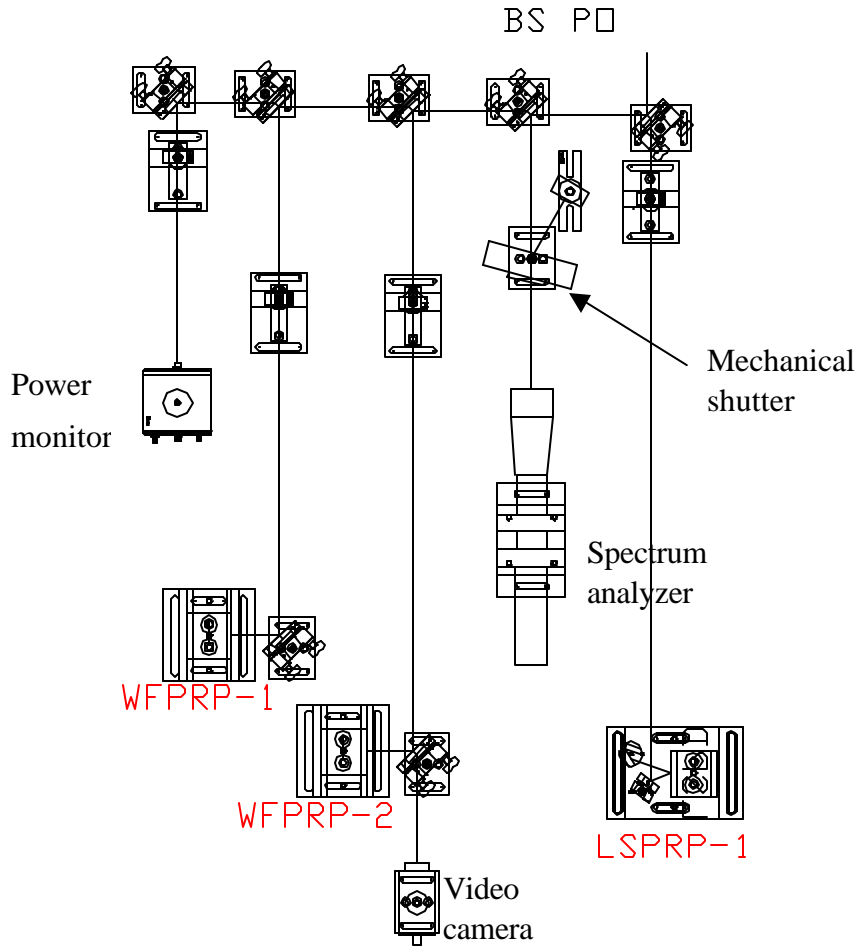 BS PO
Mechanical
shutter
Power
monitor
Spectrum
analyzer
WFPRP-1
WFPRP-2
LSPRP-1
Video
camera